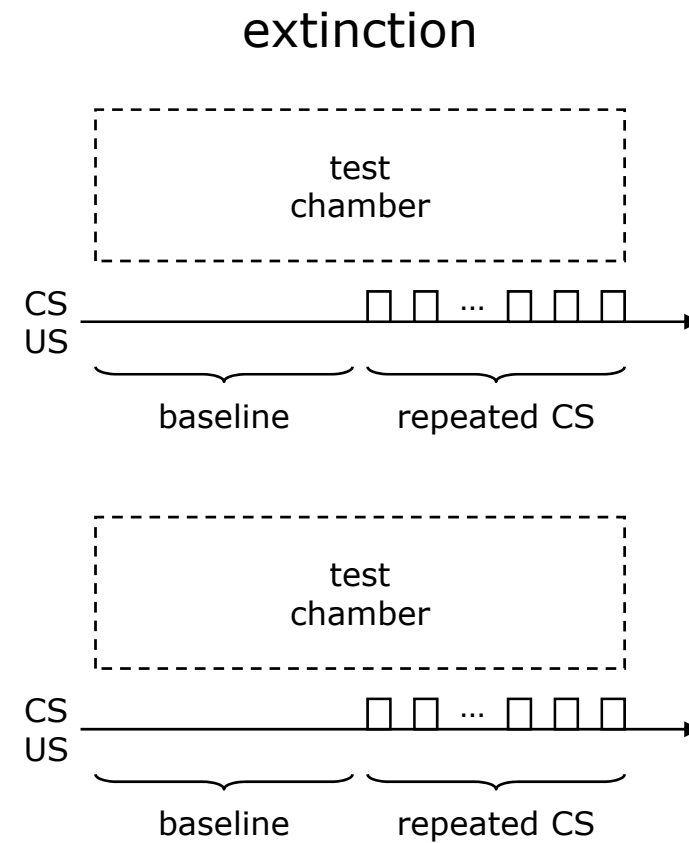 extinction
test
chamber
CS
...
US
baseline
repeated CS
test
chamber
CS
...
US
baseline
repeated CS